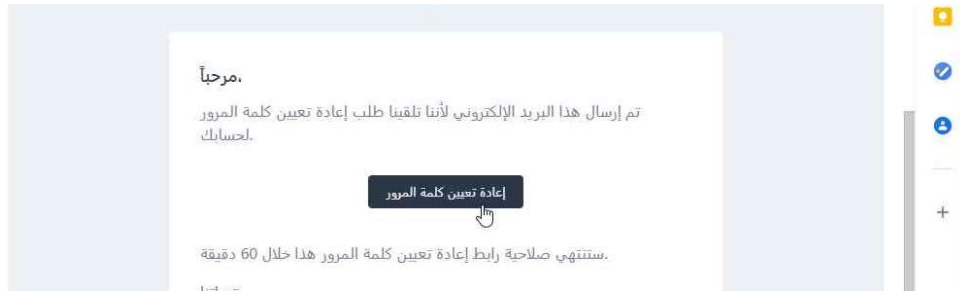 مرحباً،
تم إرسال هذا البريد الإلكتروني لأننا تلقينا طلب إعادة تعيين كلمة المرور
لحسابك.
إعادة تعيين كلمة المرور
ستنتهي صلاحية رابط إعادة تعيين كلمة المرور هذا خلال 60 دقيقة.